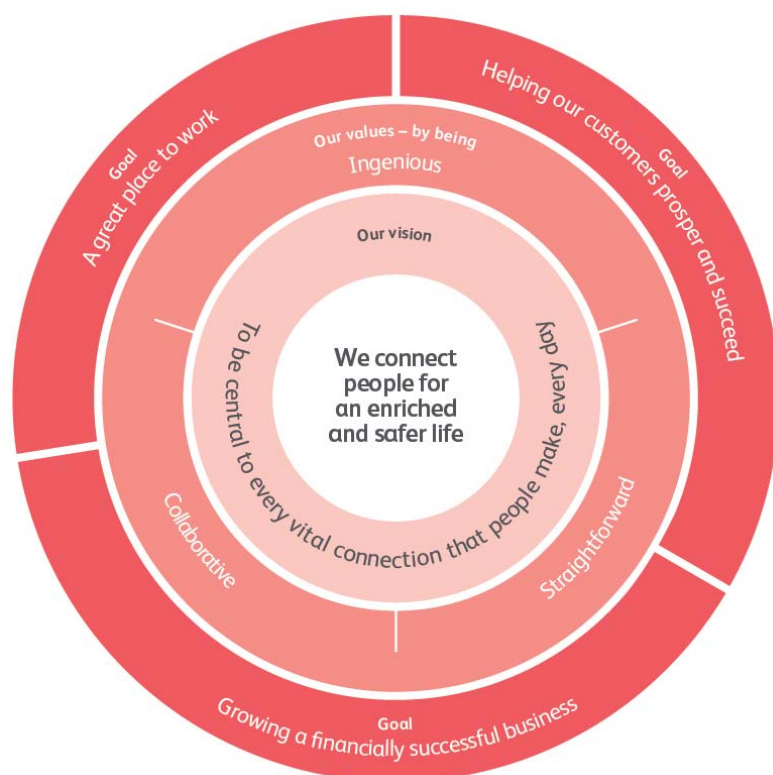 Goal
A great place to work
Goal
Helping our customers prosper and succeed
Our values – by being
Ingenious
Our vision
To be central to every vital connection that people make, every day
We connect
people for
an enriched
and safer life
Collaborative
Straightforward
Goal
Growing a financially successful business